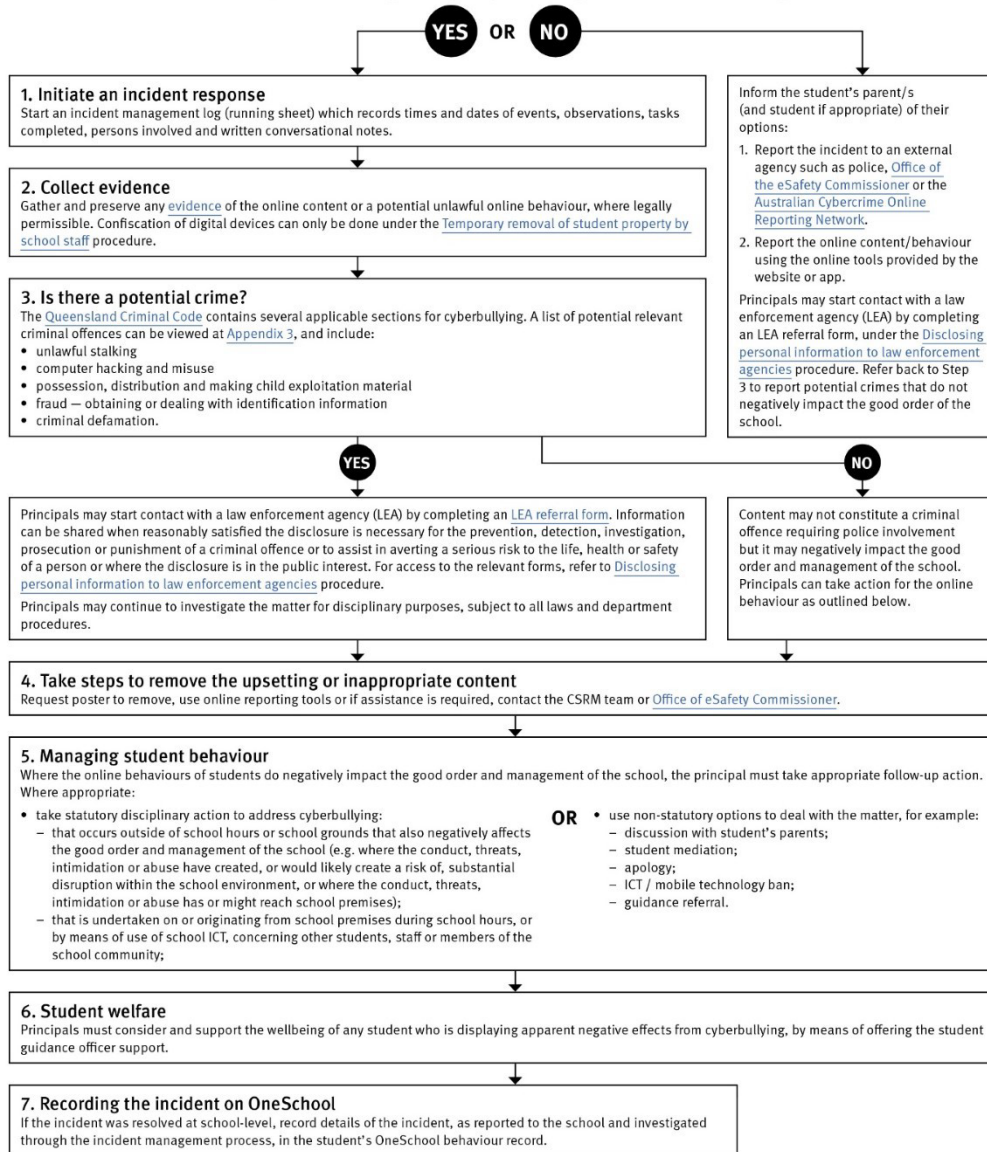 YES OR NO
1. Initiate an incident response
Start an incident management log (running sheet) which records times and dates of events, observations, tasks
completed, persons involved and written conversational notes.
2. Collect evidence
Gather and preserve any evidence of the online content or a potential unlawful online behaviour, where legally
permissible. Confiscation of digital devices can only be done under the Temporary removal of student property by
school staff procedure.
3. Is there a potential crime?
The Queensland Criminal Code contains several applicable sections for cyberbullying. A list of potential relevant
criminal offences can be viewed at Appendix 3, and include:
• unlawful stalking
• computer hacking and misuse
• possession, distribution and making child exploitation material
• fraud — obtaining or dealing with identification information
• criminal defamation.
Inform the student's parent/s
(and student if appropriate) of their
options:
1. Report the incident to an external
agency such as police, Office of
the eSafety Commissioner or the
Australian Cybercrime Online
Reporting Network.
2. Report the online content/behaviour
using the online tools provided by the
website or app.
Principals may start contact with a law
enforcement agency (LEA) by completing
an LEA referral form, under the Disclosing
personal information to law enforcement
agencies procedure. Refer back to Step
3 to report potential crimes that do not
negatively impact the good order of the
school.
YES
NO
Principals may start contact with a law enforcement agency (LEA) by completing an LEA referral form. Information
can be shared when reasonably satisfied the disclosure is necessary for the prevention, detection, investigation,
prosecution or punishment of a criminal offence or to assist in averting a serious risk to the life, health or safety
of a person or where the disclosure is in the public interest. For access to the relevant forms, refer to Disclosing
personal information to law enforcement agencies procedure.
Principals may continue to investigate the matter for disciplinary purposes, subject to all laws and department
procedures.
Content may not constitute a criminal
offence requiring police involvement
but it may negatively impact the good
order and management of the school.
Principals can take action for the online
behaviour as outlined below.
4. Take steps to remove the upsetting or inappropriate content
Request poster to remove, use online reporting tools or if assistance is required, contact the CSRM team or Office of eSafety Commissioner.
5. Managing student behaviour
Where the online behaviours of students do negatively impact the good order and management of the school, the principal must take appropriate follow-up action.
Where appropriate:
• take statutory disciplinary action to address cyberbullying:
– that occurs outside of school hours or school grounds that also negatively affects
the good order and management of the school (e.g. where the conduct, threats,
intimidation or abuse have created, or would likely create a risk of, substantial
disruption within the school environment, or where the conduct, threats,
intimidation or abuse has or might reach school premises);
– that is undertaken on or originating from school premises during school hours, or
by means of use of school ICT, concerning other students, staff or members of the
school community;
OR
• use non-statutory options to deal with the matter, for example:
– discussion with student's parents;
– student mediation;
– apology;
– ICT / mobile technology ban;
– guidance referral.
6. Student welfare
Principals must consider and support the wellbeing of any student who is displaying apparent negative effects from cyberbullying, by means of offering the student
guidance officer support.
7. Recording the incident on OneSchool
If the incident was resolved at school-level, record details of the incident, as reported to the school and investigated
through the incident management process, in the student's OneSchool behaviour record.